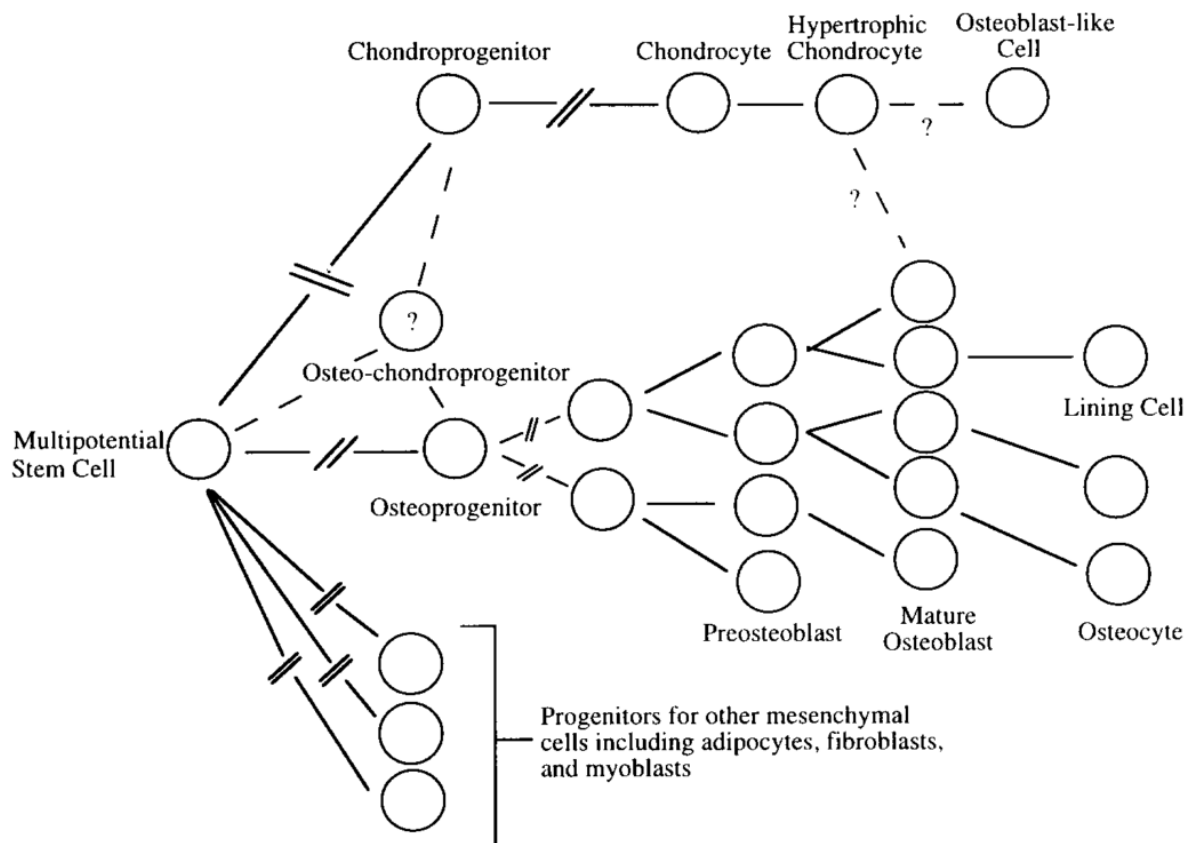 Chondroprogenitor
Chondrocyte
Hypertrophic
Chondrocyte
Osteoblast-like
Cell
?
?
?
Osteo-chondroprogenitor
Multipotential
Stem Cell
Osteoprogenitor
Lining Cell
Preosteoblast
Mature
Osteoblast
Osteocyte
Progenitors for other mesenchymal
cells including adipocytes, fibroblasts,
and myoblasts